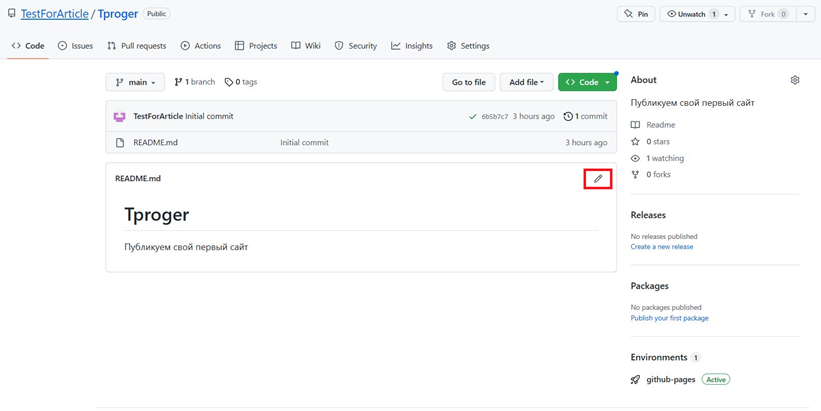 TestForArticle / Tproger Public
Pin Unwatch 1 Fork 0
Code Issues Pull requests Actions Projects Wiki Security Insights Settings
main 1 branch 0 tags Go to file Add file Code
TestForArticle Initial commit 6b5b7c7 3 hours ago 1 commit
README.md Initial commit 3 hours ago
README.md
Tproger
Публикуем свой первый сайт
About
Публикуем свой первый сайт
Readme
0 stars
1 watching
0 forks
Releases
No releases published
Create a new release
Packages
No packages published
Publish your first package
Environments 1
github-pages Active